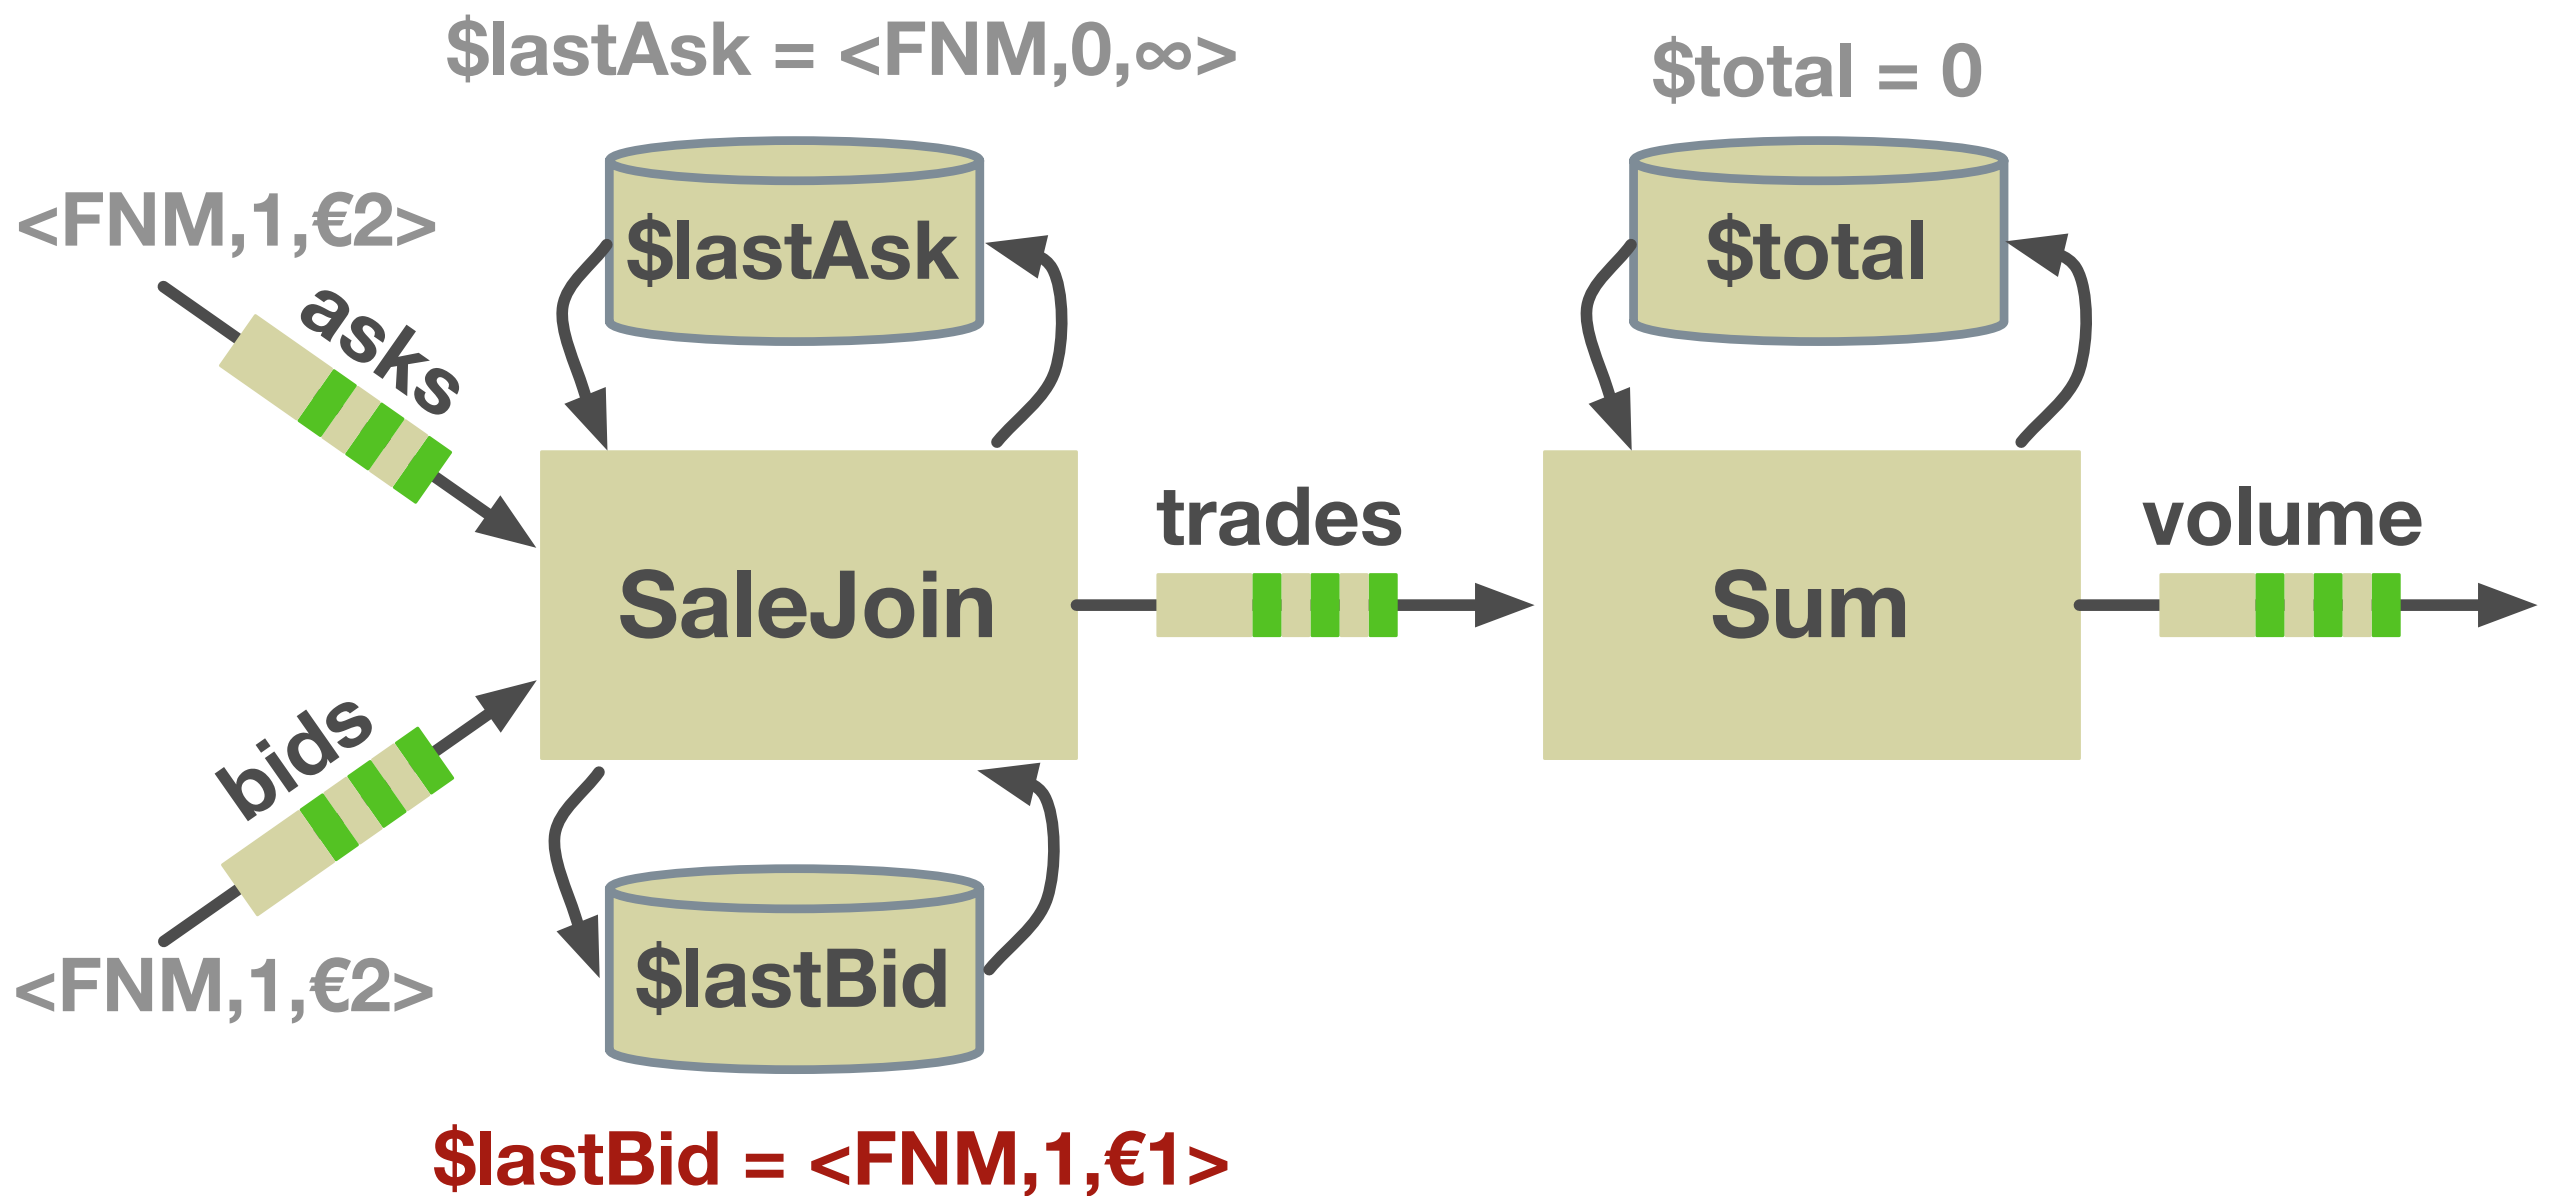 $lastAsk = <FNM,0,∞>
$total = 0
<FNM,1,€2>
$lastAsk
$total
asks
trades
volume
SaleJoin
Sum
bids
<FNM,1,€2>
$lastBid
$lastBid = <FNM,1,€1>